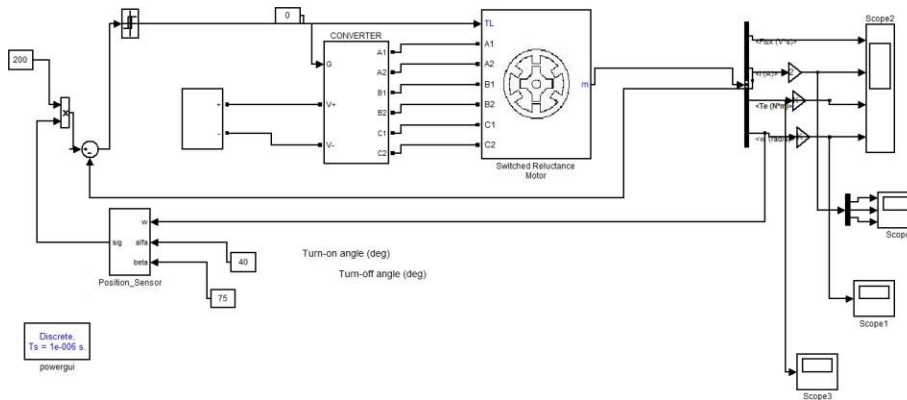 Scope2
0
CONVERTER
TL
<Flux (V*s)>
200
G
A1
A1
A2
A2
<I (A)>
2
B1
B1
m
V+
B2
B2
<Te (N*m)>
C1
C1
V-
C2
C2
<w (rad/s)>
Switched Reluctance
Motor
w
sig
alfa
Scope
beta
40
Turn-on angle (deg)
Position_Sensor
Turn-off angle (deg)
75
Scope1
Discrete,
Ts = 1e-006 s.
powergui
Scope3